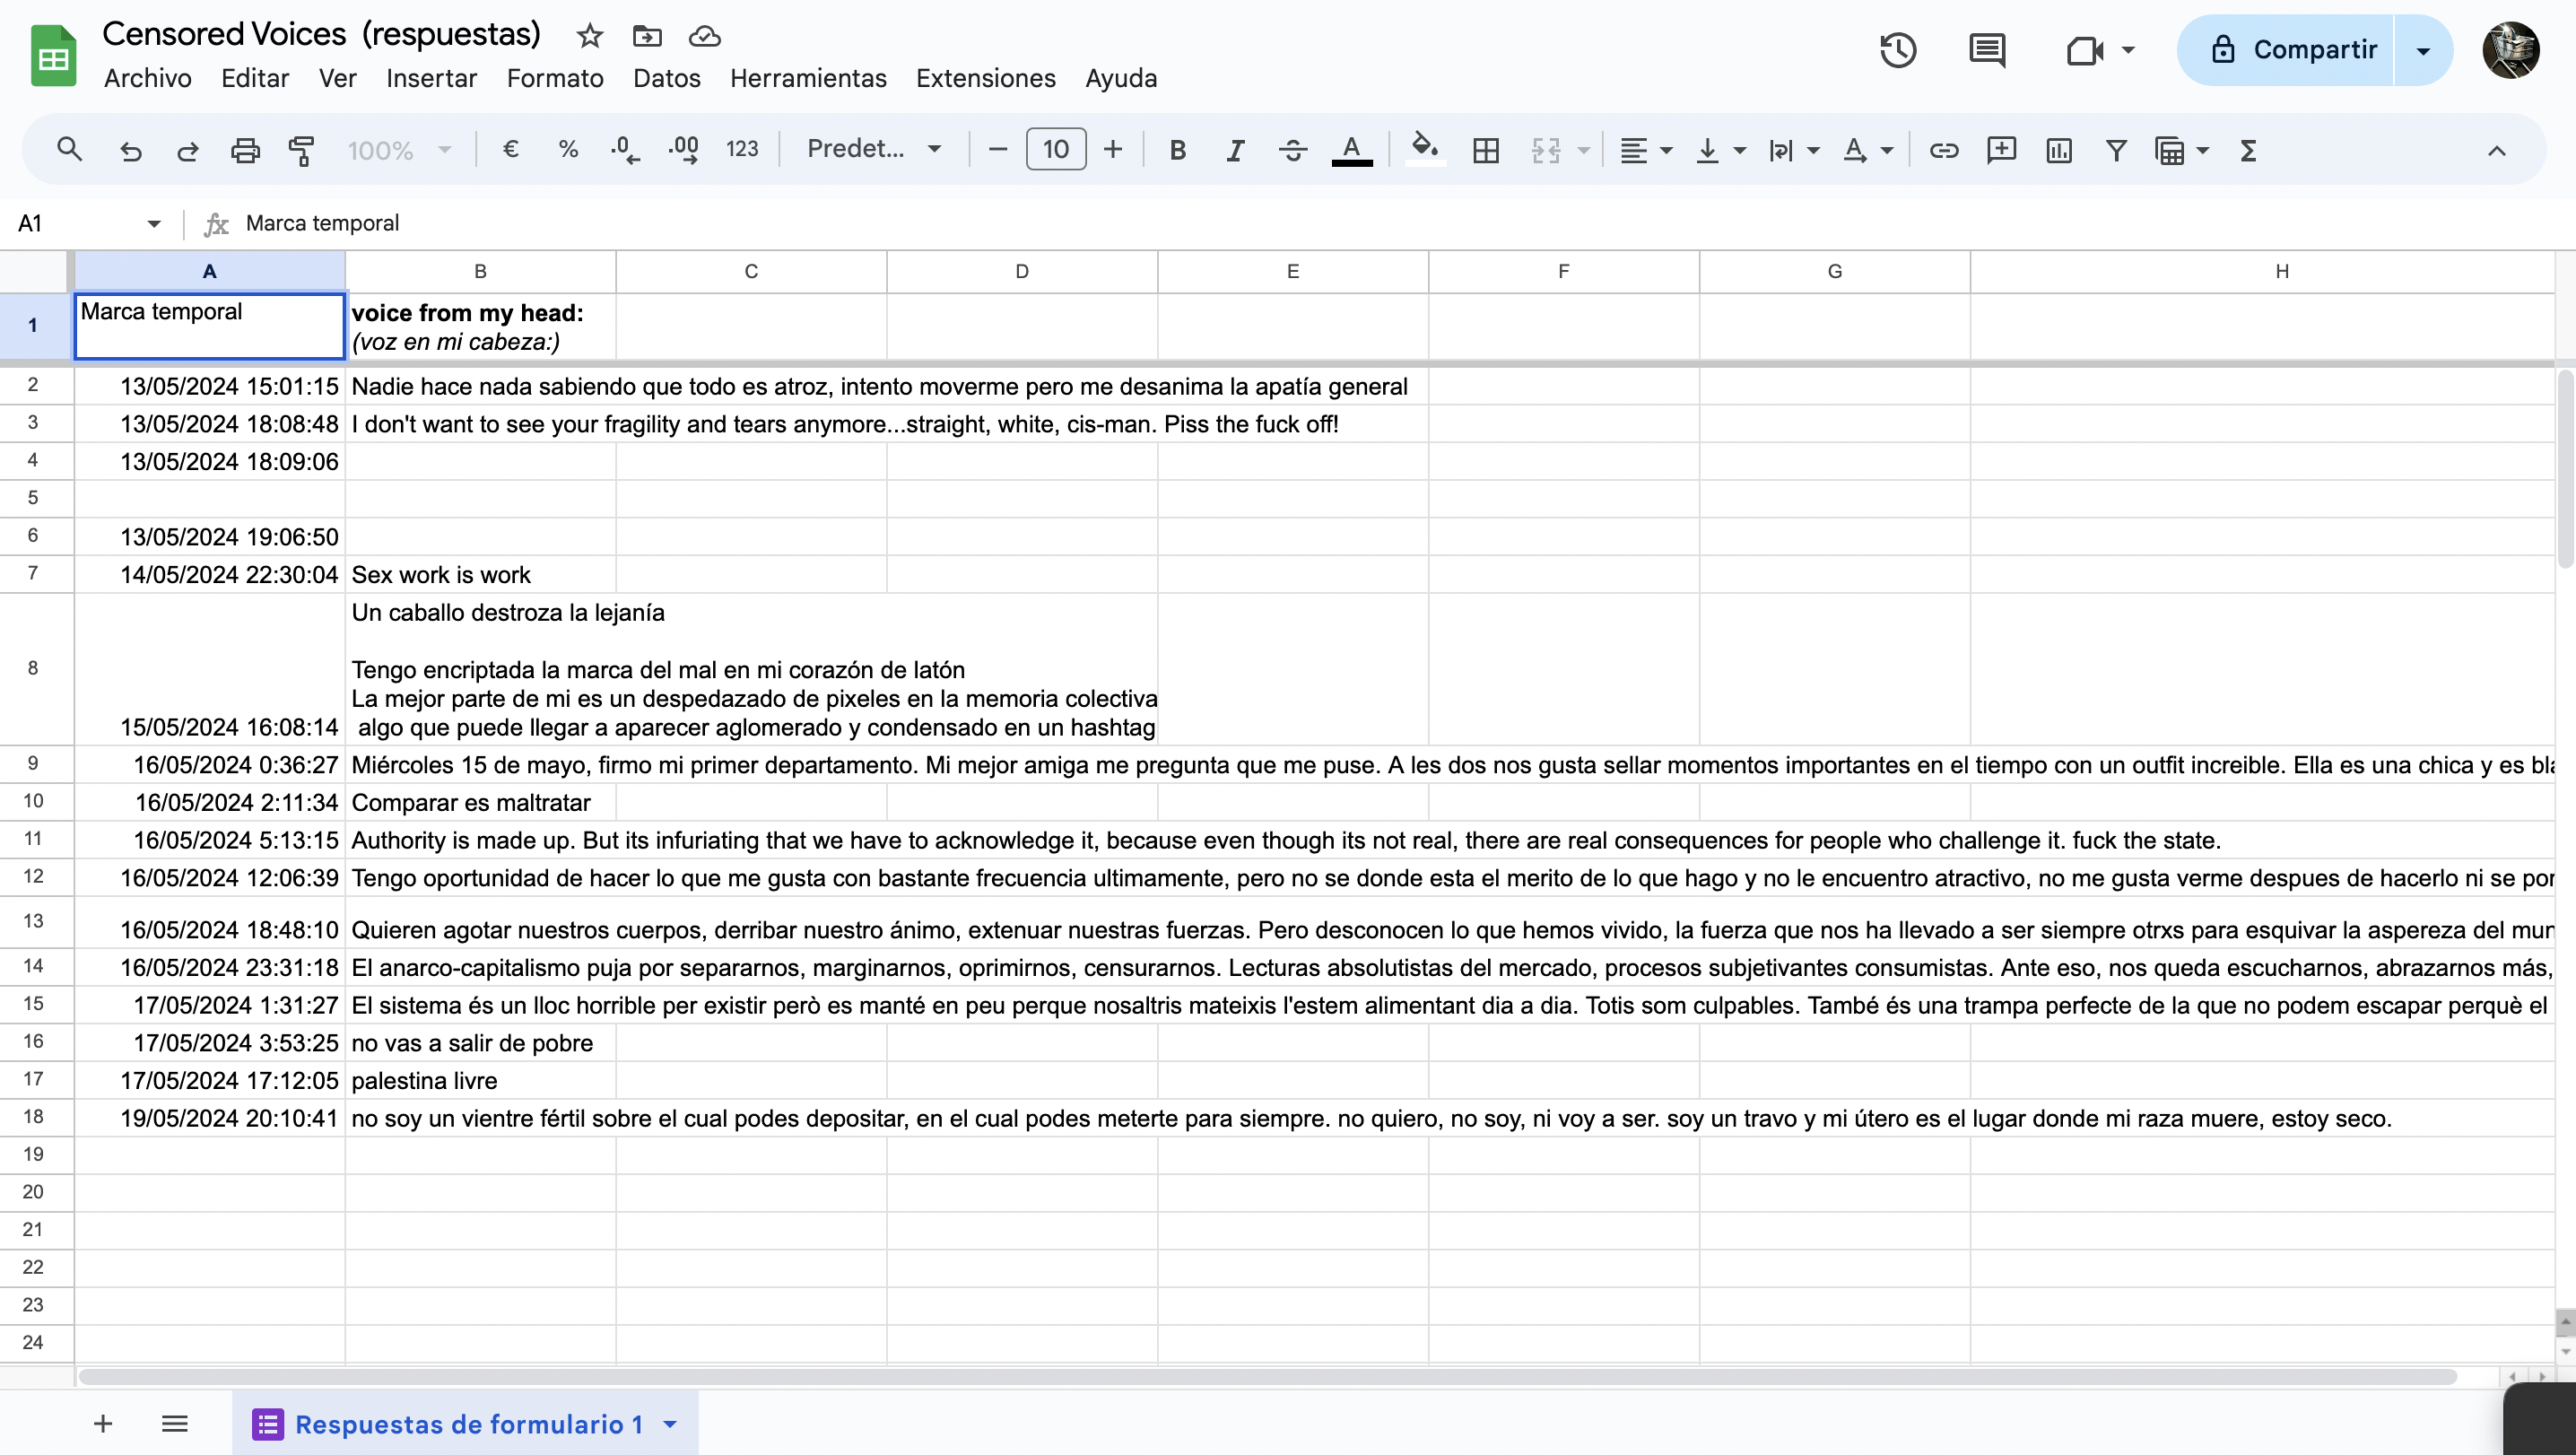 Censored Voices (respuestas)
Archivo Editar Ver Insertar Formato Datos Herramientas Extensiones Ayuda
Compartir
100% € % .0 .00 123 Predet... 10
A1 Marca temporal
A B C D E F G H
1 Marca temporal voice from my head:
(voz en mi cabeza:)
2 13/05/2024 15:01:15 Nadie hace nada sabiendo que todo es atroz, intento moverme pero me desanima la apatía general
3 13/05/2024 18:08:48 I don't want to see your fragility and tears anymore...straight, white, cis-man. Piss the fuck off!
4 13/05/2024 18:09:06
5
6 13/05/2024 19:06:50
7 14/05/2024 22:30:04 Sex work is work
Un caballo destroza la lejanía
8
Tengo encriptada la marca del mal en mi corazón de latón
La mejor parte de mi es un despedazado de pixeles en la memoria colectiva
15/05/2024 16:08:14 algo que puede llegar a aparecer aglomerado y condensado en un hashtag
9 16/05/2024 0:36:27 Miércoles 15 de mayo, firmo mi primer departamento. Mi mejor amiga me pregunta que me puse. A les dos nos gusta sellar momentos importantes en el tiempo con un outfit increible. Ella es una chica y es bla
10 16/05/2024 2:11:34 Comparar es maltratar
11 16/05/2024 5:13:15 Authority is made up. But its infuriating that we have to acknowledge it, because even though its not real, there are real consequences for people who challenge it. fuck the state.
12 16/05/2024 12:06:39 Tengo oportunidad de hacer lo que me gusta con bastante frecuencia ultimamente, pero no se donde esta el merito de lo que hago y no le encuentro atractivo, no me gusta verme despues de hacerlo ni se por
13 16/05/2024 18:48:10 Quieren agotar nuestros cuerpos, derribar nuestro ánimo, extenuar nuestras fuerzas. Pero desconocen lo que hemos vivido, la fuerza que nos ha llevado a ser siempre otrxs para esquivar la aspereza del mun
14 16/05/2024 23:31:18 El anarco-capitalismo puja por separarnos, marginarnos, oprimirnos, censurarnos. Lecturas absolutistas del mercado, procesos subjetivantes consumistas. Ante eso, nos queda escucharnos, abrazarnos más,
15 17/05/2024 1:31:27 El sistema és un lloc horrible per existir però es manté en peu perque nosaltris mateixis l'estem alimentant dia a dia. Totis som culpables. També és una trampa perfecte de la que no podem escapar perquè el
16 17/05/2024 3:53:25 no vas a salir de pobre
17 17/05/2024 17:12:05 palestina livre
18 19/05/2024 20:10:41 no soy un vientre fértil sobre el cual podes depositar, en el cual podes meterte para siempre. no quiero, no soy, ni voy a ser. soy un travo y mi útero es el lugar donde mi raza muere, estoy seco.
19
20
21
22
23
24
Respuestas de formulario 1